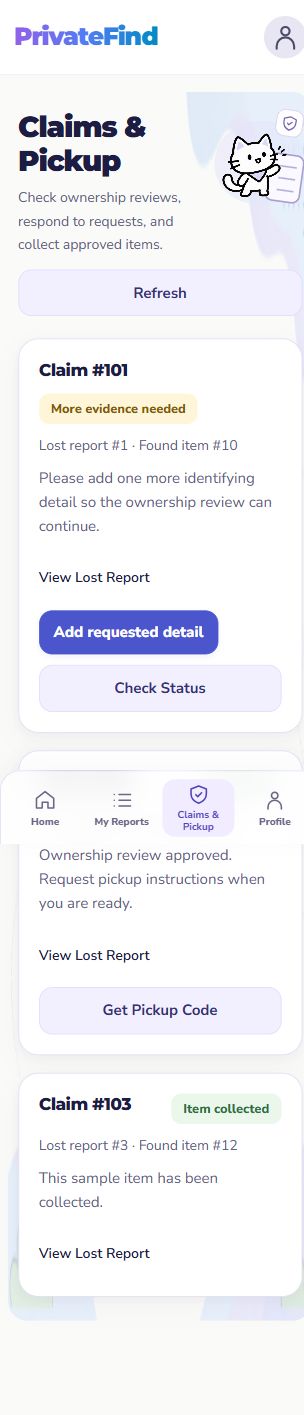 PrivateFind
Claims &
Pickup
Check ownership reviews,
respond to requests, and
collect approved items.
Refresh
Claim #101
More evidence needed
Lost report #1 · Found item #10
Please add one more identifying
detail so the ownership review can
continue.
View Lost Report
Add requested detail
Check Status
Home
My Reports
Claims &
Pickup
Profile
Ownership review approved.
Request pickup instructions when
you are ready.
View Lost Report
Get Pickup Code
Claim #103
Item collected
Lost report #3 · Found item #12
This sample item has been
collected.
View Lost Report